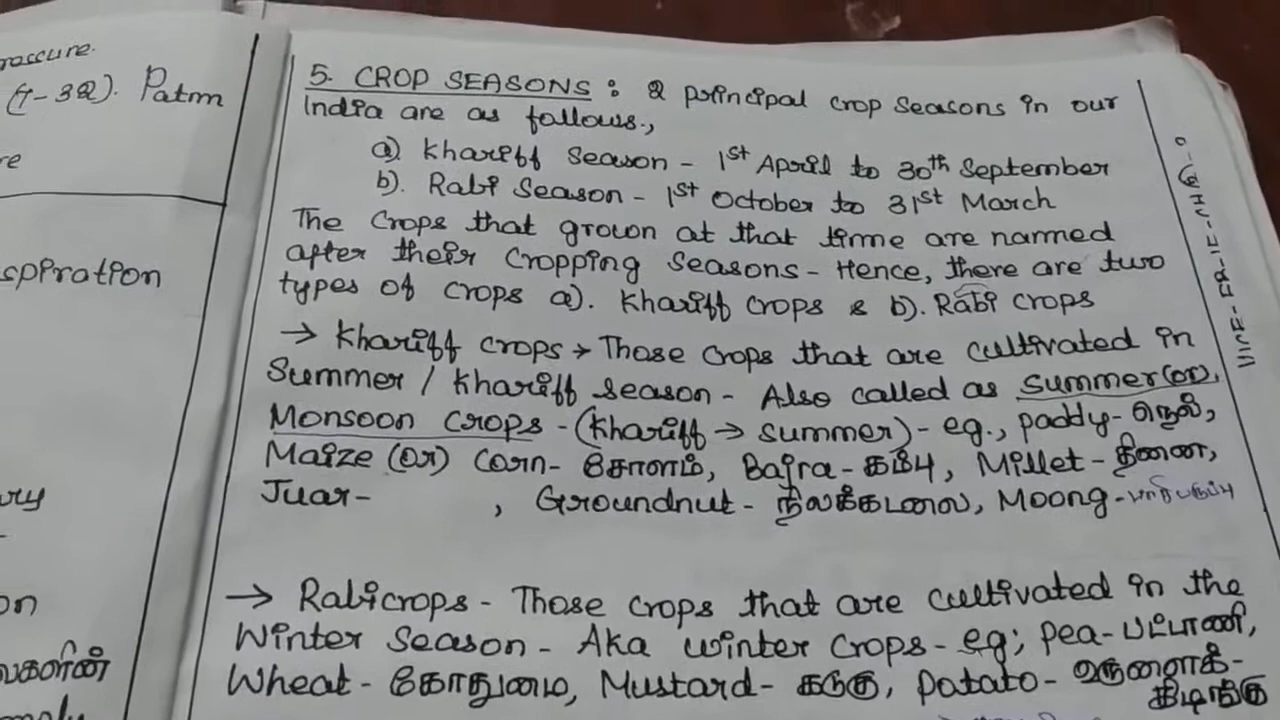 rossure.
(T-32). Patm
re
spiration
ory
on
வகளின்
5. CROP SEASONS : 2 principal crop seasons in our
India are as follows.,
a) Khariff Season - 1st April to 30th September
b). Rabi Season - 1st October to 31st March
The crops that grown at that time are named
after their cropping seasons - Hence, there are two
types of crops a). Khariff crops & b). Rabi crops
→ Khariff crops → Those crops that are cultivated in
Summer / Khariff season - Also called as summer (or),
Monsoon crops - (Khariff → summer) - eg., paddy - நெல்,
Maize (or) corn - சோளம், Bajra - கம்பு, Millet - தினை,
Juar - , Groundnut - நிலக்கடலை, Moong -
→ Rabi crops - Those crops that are cultivated in the
Winter season - Aka winter crops - eg; pea - பட்டாணி,
Wheat - கோதுமை, Mustard - கடுகு, Potato - உருளைக்-
கிழங்கு